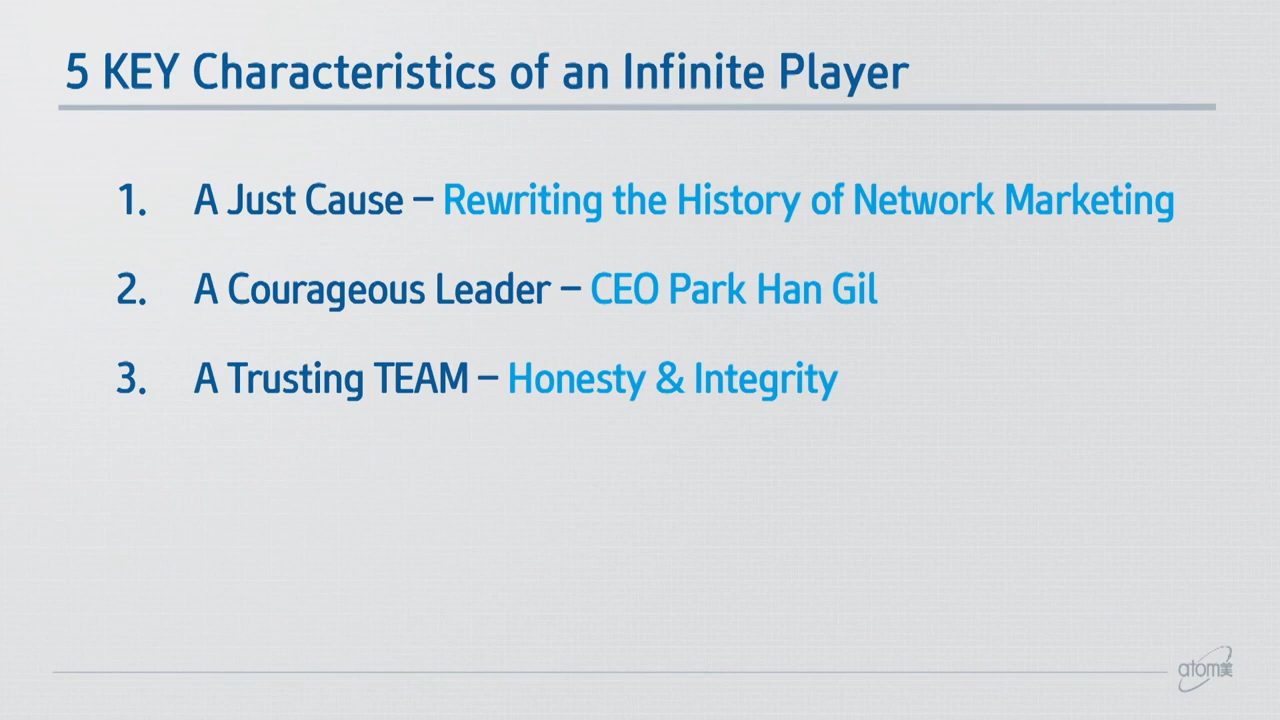 5 KEY Characteristics of an Infinite Player
1. A Just Cause – Rewriting the History of Network Marketing
2. A Courageous Leader – CEO Park Han Gil
3. A Trusting TEAM – Honesty & Integrity
atom美